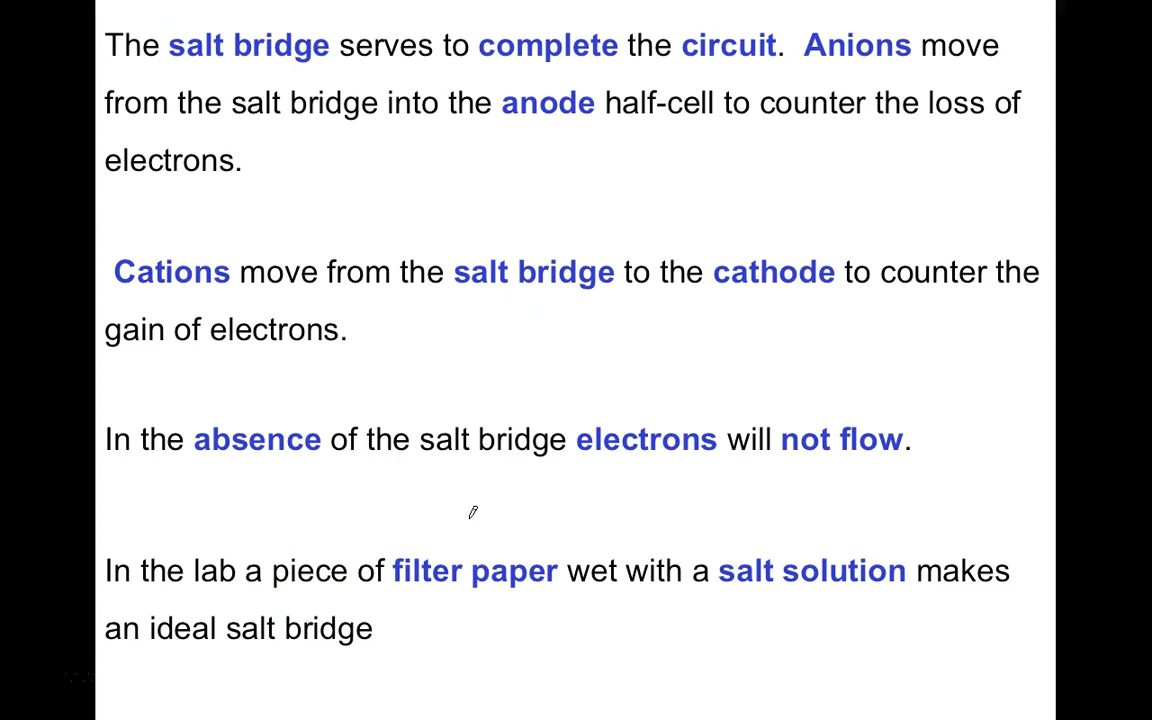 The salt bridge serves to complete the circuit.  Anions move
from the salt bridge into the anode half-cell to counter the loss of
electrons.
Cations move from the salt bridge to the cathode to counter the
gain of electrons.
In the absence of the salt bridge electrons will not flow.
In the lab a piece of filter paper wet with a salt solution makes
an ideal salt bridge